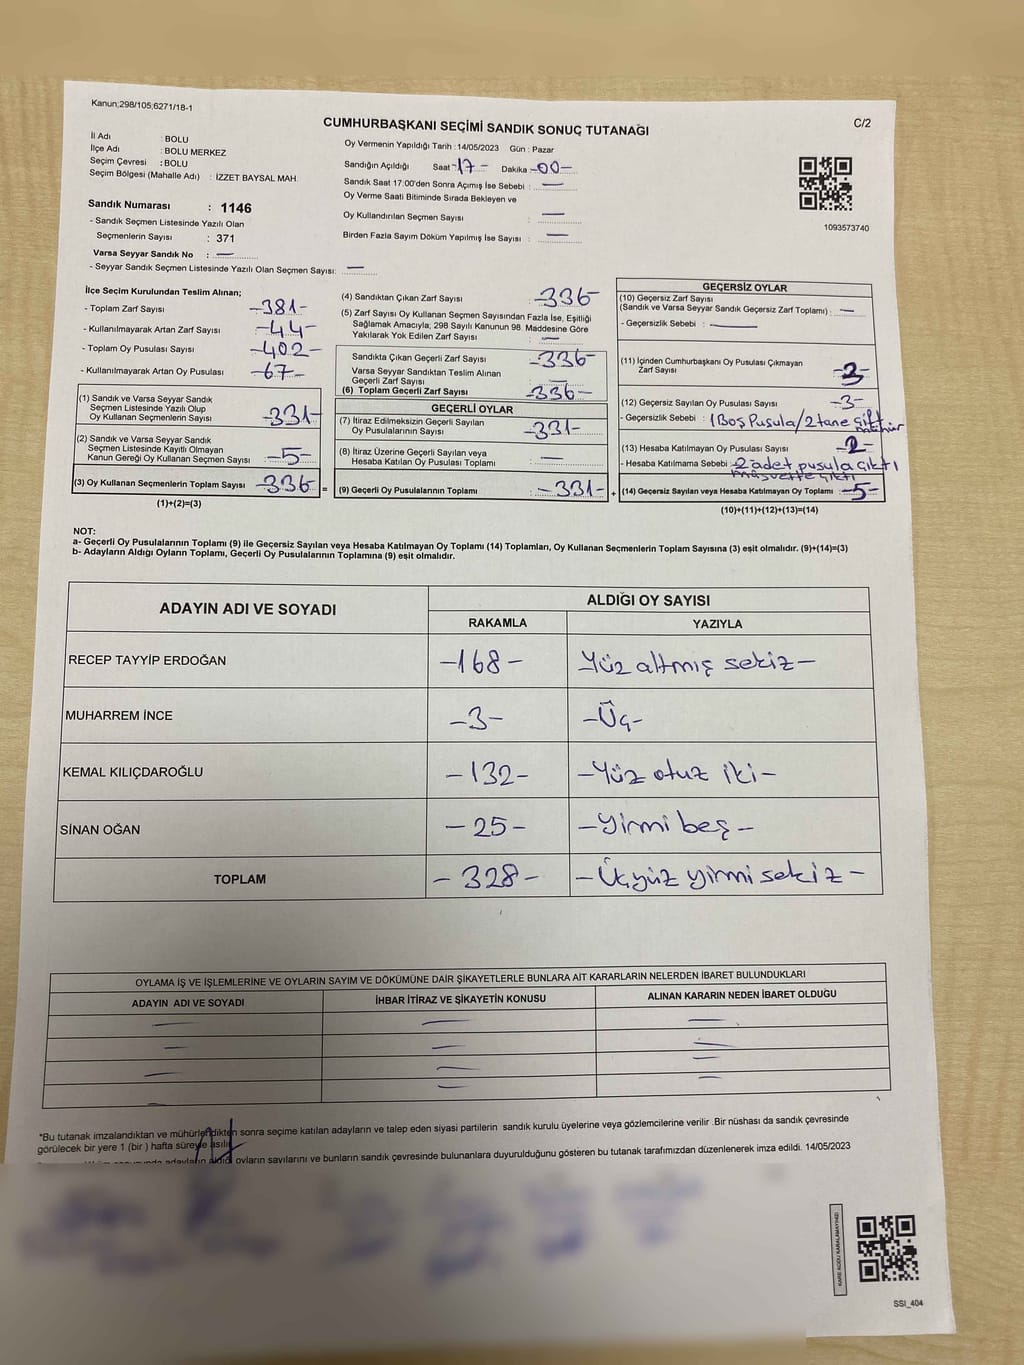 Kanun;298/105;6271/18-1
CUMHURBAŞKANI SEÇİMİ SANDIK SONUÇ TUTANAĞI
C/2
İl Adı : BOLU
İlçe Adı : BOLU MERKEZ
Seçim Çevresi : BOLU
Seçim Bölgesi (Mahalle Adı) : İZZET BAYSAL MAH.
Sandık Numarası : 1146
- Sandık Seçmen Listesinde Yazılı Olan
Seçmenlerin Sayısı : 371
Varsa Seyyar Sandık No : —
- Seyyar Sandık Seçmen Listesinde Yazılı Olan Seçmen Sayısı: —
Oy Vermenin Yapıldığı Tarih : 14/05/2023 Gün : Pazar
Sandığın Açıldığı Saat -17- Dakika -00-
Sandık Saat 17:00'den Sonra Açımış İse Sebebi : —
Oy Verme Saati Bitiminde Sırada Bekleyen ve
Oy Kullandırılan Seçmen Sayısı : —
Birden Fazla Sayım Döküm Yapılmış İse Sayısı : —
1093573740
İlçe Seçim Kurulundan Teslim Alınan;
- Toplam Zarf Sayısı -381-
- Kullanılmayarak Artan Zarf Sayısı -44-
- Toplam Oy Pusulası Sayısı -402-
- Kullanılmayarak Artan Oy Pusulası -67-
(1) Sandık ve Varsa Seyyar Sandık
Seçmen Listesinde Yazılı Olup
Oy Kullanan Seçmenlerin Sayısı -331-
(2) Sandık ve Varsa Seyyar Sandık
Seçmen Listesinde Kayıtlı Olmayan
Kanun Gereği Oy Kullanan Seçmen Sayısı -5-
(3) Oy Kullanan Seçmenlerin Toplam Sayısı -336-
(1)+(2)=(3)
(4) Sandıktan Çıkan Zarf Sayısı : -336-
(5) Zarf Sayısı Oy Kullanan Seçmen Sayısından Fazla İse, Eşitliği
Sağlamak Amacıyla; 298 Sayılı Kanunun 98. Maddesine Göre
Yakılarak Yok Edilen Zarf Sayısı : —
Sandıkta Çıkan Geçerli Zarf Sayısı -336-
Varsa Seyyar Sandıktan Teslim Alınan
Geçerli Zarf Sayısı —
(6) Toplam Geçerli Zarf Sayısı -336-
GEÇERLİ OYLAR
(7) İtiraz Edilmeksizin Geçerli Sayılan
Oy Pusulalarının Sayısı -331-
(8) İtiraz Üzerine Geçerli Sayılan veya
Hesaba Katılan Oy Pusulası Toplamı —
= (9) Geçerli Oy Pusulalarının Toplamı -331- +
GEÇERSİZ OYLAR
(10) Geçersiz Zarf Sayısı
(Sandık ve Varsa Seyyar Sandık Geçersiz Zarf Toplamı) : —
- Geçersizlik Sebebi : —
(11) İçinden Cumhurbaşkanı Oy Pusulası Çıkmayan
Zarf Sayısı
(12) Geçersiz Sayılan Oy Pusulası Sayısı -3-
- Geçersizlik Sebebi : 1 Boş Pusula/2 tane çift mühür
(13) Hesaba Katılmayan Oy Pusulası Sayısı
- Hesaba Katılmama Sebebi 2 adet pusula çıktı
(14) Geçersiz Sayılan veya Hesaba Katılmayan Oy Toplamı -5-
(10)+(11)+(12)+(13)=(14)
NOT:
a- Geçerli Oy Pusulalarının Toplamı (9) ile Geçersiz Sayılan veya Hesaba Katılmayan Oy Toplamı (14) Toplamları, Oy Kullanan Seçmenlerin Toplam Sayısına (3) eşit olmalıdır. (9)+(14)=(3)
b- Adayların Aldığı Oyların Toplamı, Geçerli Oy Pusulalarının Toplamına (9) eşit olmalıdır.
ADAYIN ADI VE SOYADI
ALDIĞI OY SAYISI
RAKAMLA YAZIYLA
RECEP TAYYİP ERDOĞAN -168- Yüz altmış sekiz-
MUHARREM İNCE -3- -Üç-
KEMAL KILIÇDAROĞLU -132- -Yüz otuz iki-
SİNAN OĞAN -25- -Yirmi beş-
TOPLAM -328- -Üçyüz yirmi sekiz-
OYLAMA İŞ VE İŞLEMLERİNE VE OYLARIN SAYIM VE DÖKÜMÜNE DAİR ŞİKAYETLERLE BUNLARA AİT KARARLARIN NELERDEN İBARET BULUNDUKLARI
ADAYIN ADI VE SOYADI İHBAR İTİRAZ VE ŞİKAYETİN KONUSU ALINAN KARARIN NEDEN İBARET OLDUĞU
*Bu tutanak imzalandıktan ve mühürlendikten sonra seçime katılan adayların ve talep eden siyasi partilerin sandık kurulu üyelerine veya gözlemcilerine verilir .Bir nüshası da sandık çevresinde
görülecek bir yere 1 (bir ) hafta süreyle asılır.
adayların aldığı oyların sayılarını ve bunların sandık çevresinde bulunanlara duyurulduğunu gösteren bu tutanak tarafımızdan düzenlenerek imza edildi. 14/05/2023
KARE KODU KARALAMAYINIZ!
SSI_404